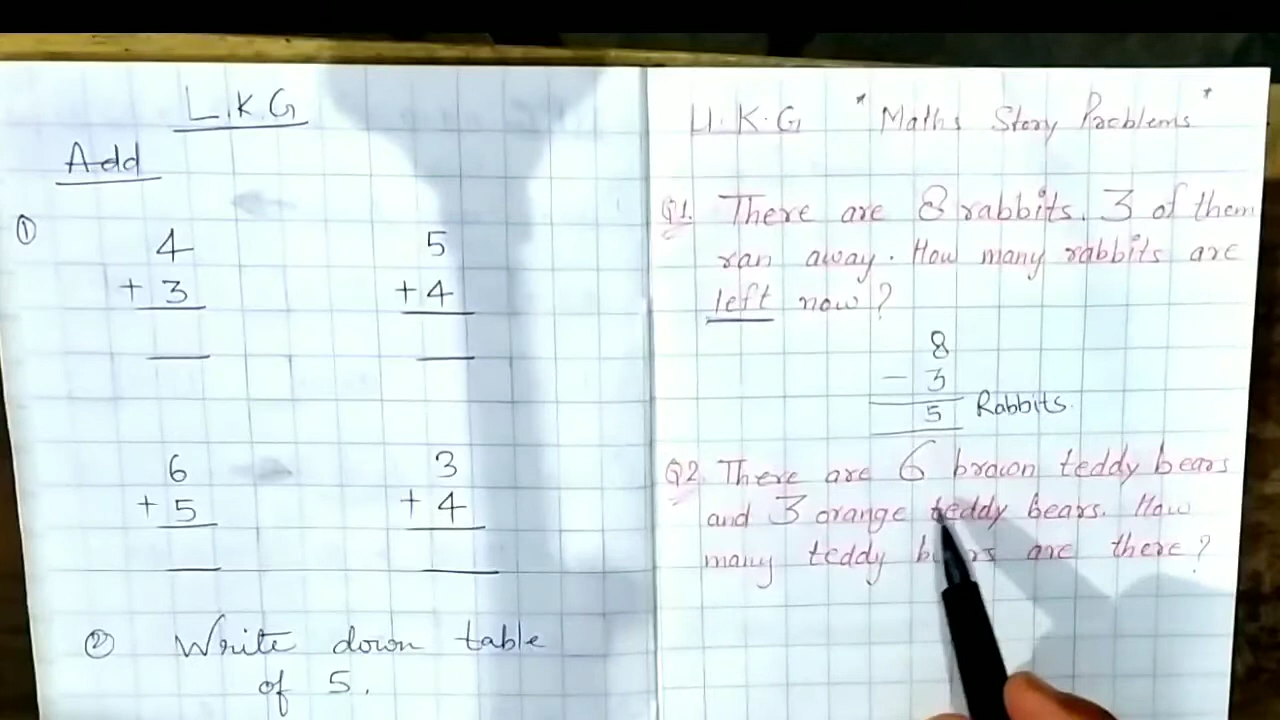 L.K.G
Add
① 4 5
+ 3 + 4
6 3
+ 5 + 4
② Write down table
of 5.
U.K.G "Maths Story Problems"
Q1. There are 8 rabbits. 3 of them
ran away. How many rabbits are
left now?
8
- 3
5 Rabbits.
Q2. There are 6 brown teddy bears
and 3 orange teddy bears. How
many teddy bears are there?